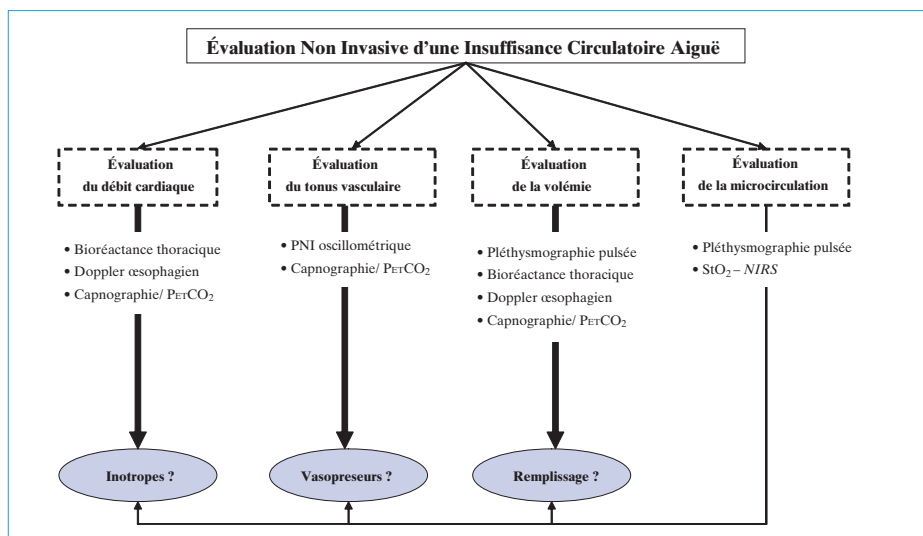 Évaluation Non Invasive d'une Insuffisance Circulatoire Aiguë
Évaluation
du débit cardiaque
• Bioréactance thoracique
• Doppler œsophagien
• Capnographie/ PETCO2
Inotropes ?
Évaluation
du tonus vasculaire
• PNI oscillométrique
• Capnographie/ PETCO2
Vasopreseurs ?
Évaluation
de la volémie
• Pléthysmographie pulsée
• Bioréactance thoracique
• Doppler œsophagien
• Capnographie/ PETCO2
Remplissage ?
Évaluation
de la microcirculation
• Pléthysmographie pulsée
• StO2 – NIRS